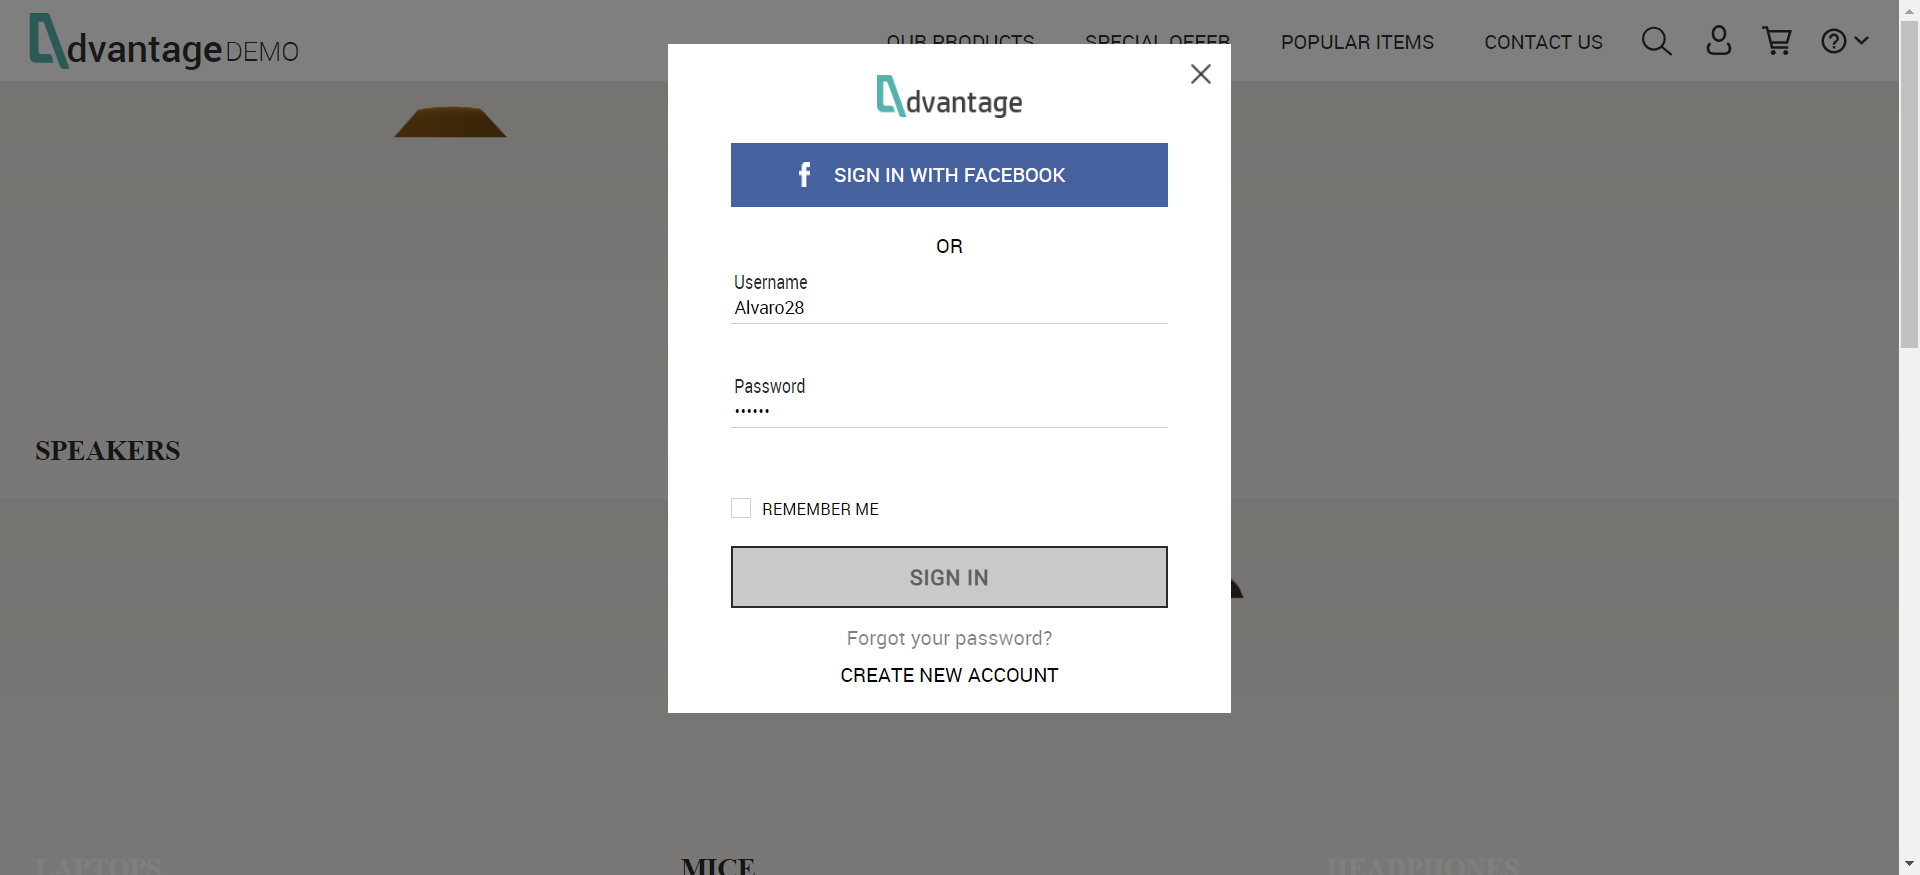 dvantage DEMO
OUR PRODUCTS
SPECIAL OFFER
POPULAR ITEMS
CONTACT US
dvantage
f SIGN IN WITH FACEBOOK
OR
Username
Alvaro28
Password
••••••
SPEAKERS
REMEMBER ME
SIGN IN
Forgot your password?
CREATE NEW ACCOUNT
LAPTOPS
MICE
HEADPHONES